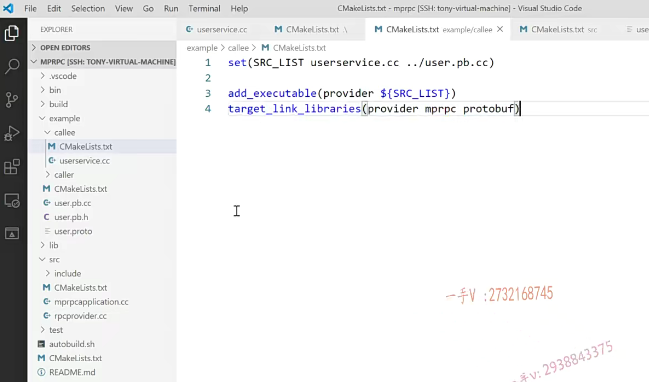 File Edit Selection View Go Run Terminal Help
CMakeLists.txt - mprpc [SSH: tony-virtual-machine] - Visual Studio Code
EXPLORER
OPEN EDITORS
MPRPC [SSH: TONY-VIRTUAL-MACHINE]
.vscode
bin
build
example
callee
CMakeLists.txt
userservice.cc
caller
CMakeLists.txt
user.pb.cc
user.pb.h
user.proto
lib
src
include
CMakeLists.txt
mprpcapplication.cc
rpcprovider.cc
test
autobuild.sh
CMakeLists.txt
README.md
userservice.cc
CMakeLists.txt .\
CMakeLists.txt example/callee
CMakeLists.txt src
example > callee > CMakeLists.txt
1 set(SRC_LIST userservice.cc ../user.pb.cc)
2
3 add_executable(provider ${SRC_LIST})
4 target_link_libraries(provider mprpc protobuf)
一手V :2732168745
手v: 2938843375